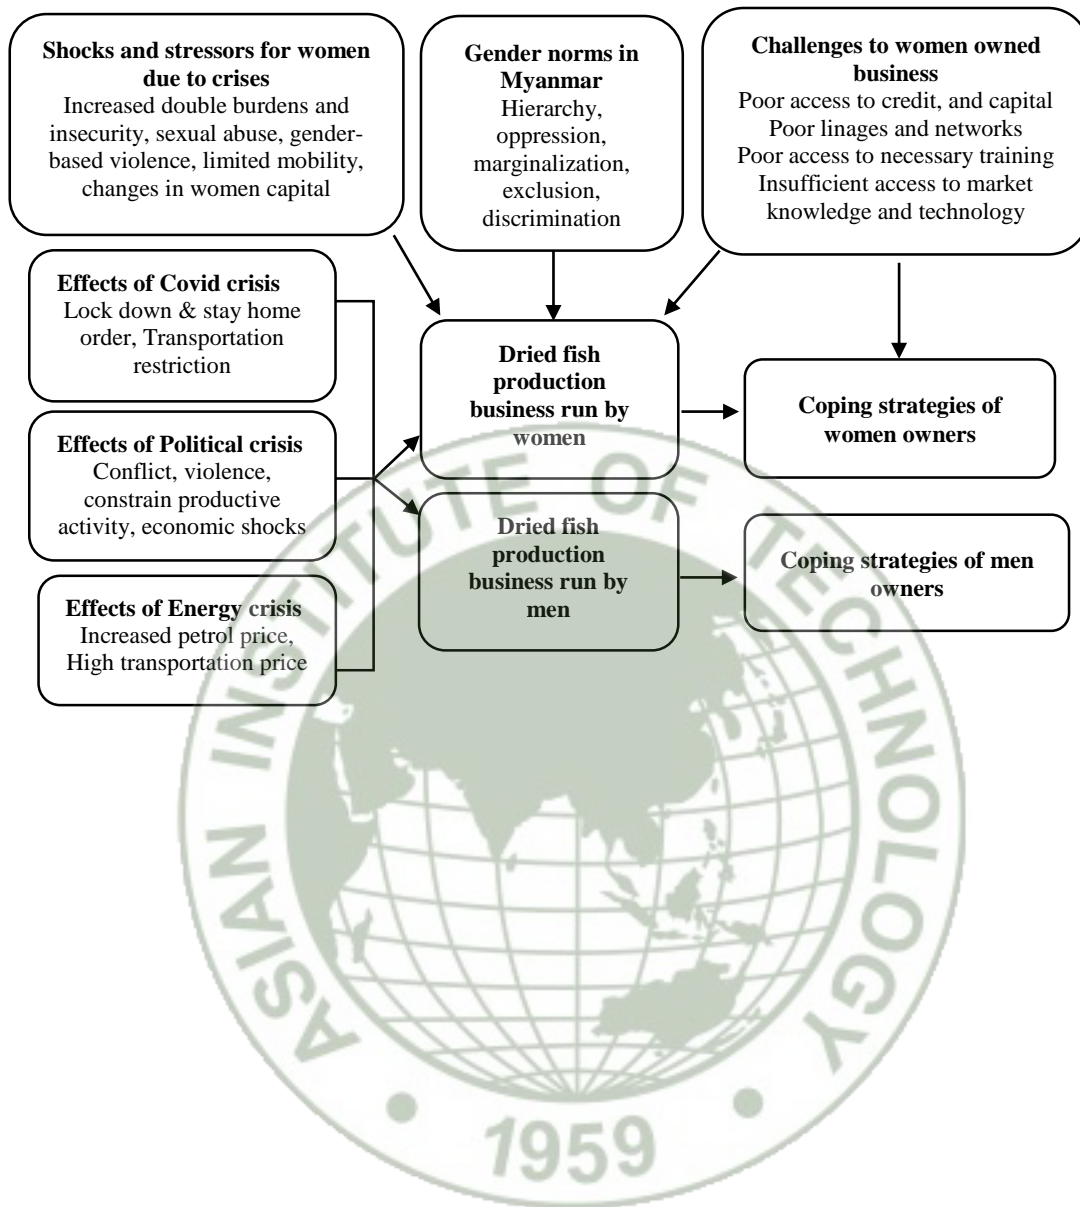 Shocks and stressors for women
due to crises
Increased double burdens and
insecurity, sexual abuse, gender-
based violence, limited mobility,
changes in women capital
Gender norms in
Myanmar
Hierarchy,
oppression,
marginalization,
exclusion,
discrimination
Challenges to women owned
business
Poor access to credit, and capital
Poor linages and networks
Poor access to necessary training
Insufficient access to market
knowledge and technology
Effects of Covid crisis
Lock down & stay home
order, Transportation
restriction
Effects of Political crisis
Conflict, violence,
constrain productive
activity, economic shocks
Effects of Energy crisis
Increased petrol price,
High transportation price
Dried fish
production
business run by
women
Dried fish
production
business run by
men
Coping strategies of
women owners
Coping strategies of men
owners
ASIAN INSTITUTE OF TECHNOLOGY
1959